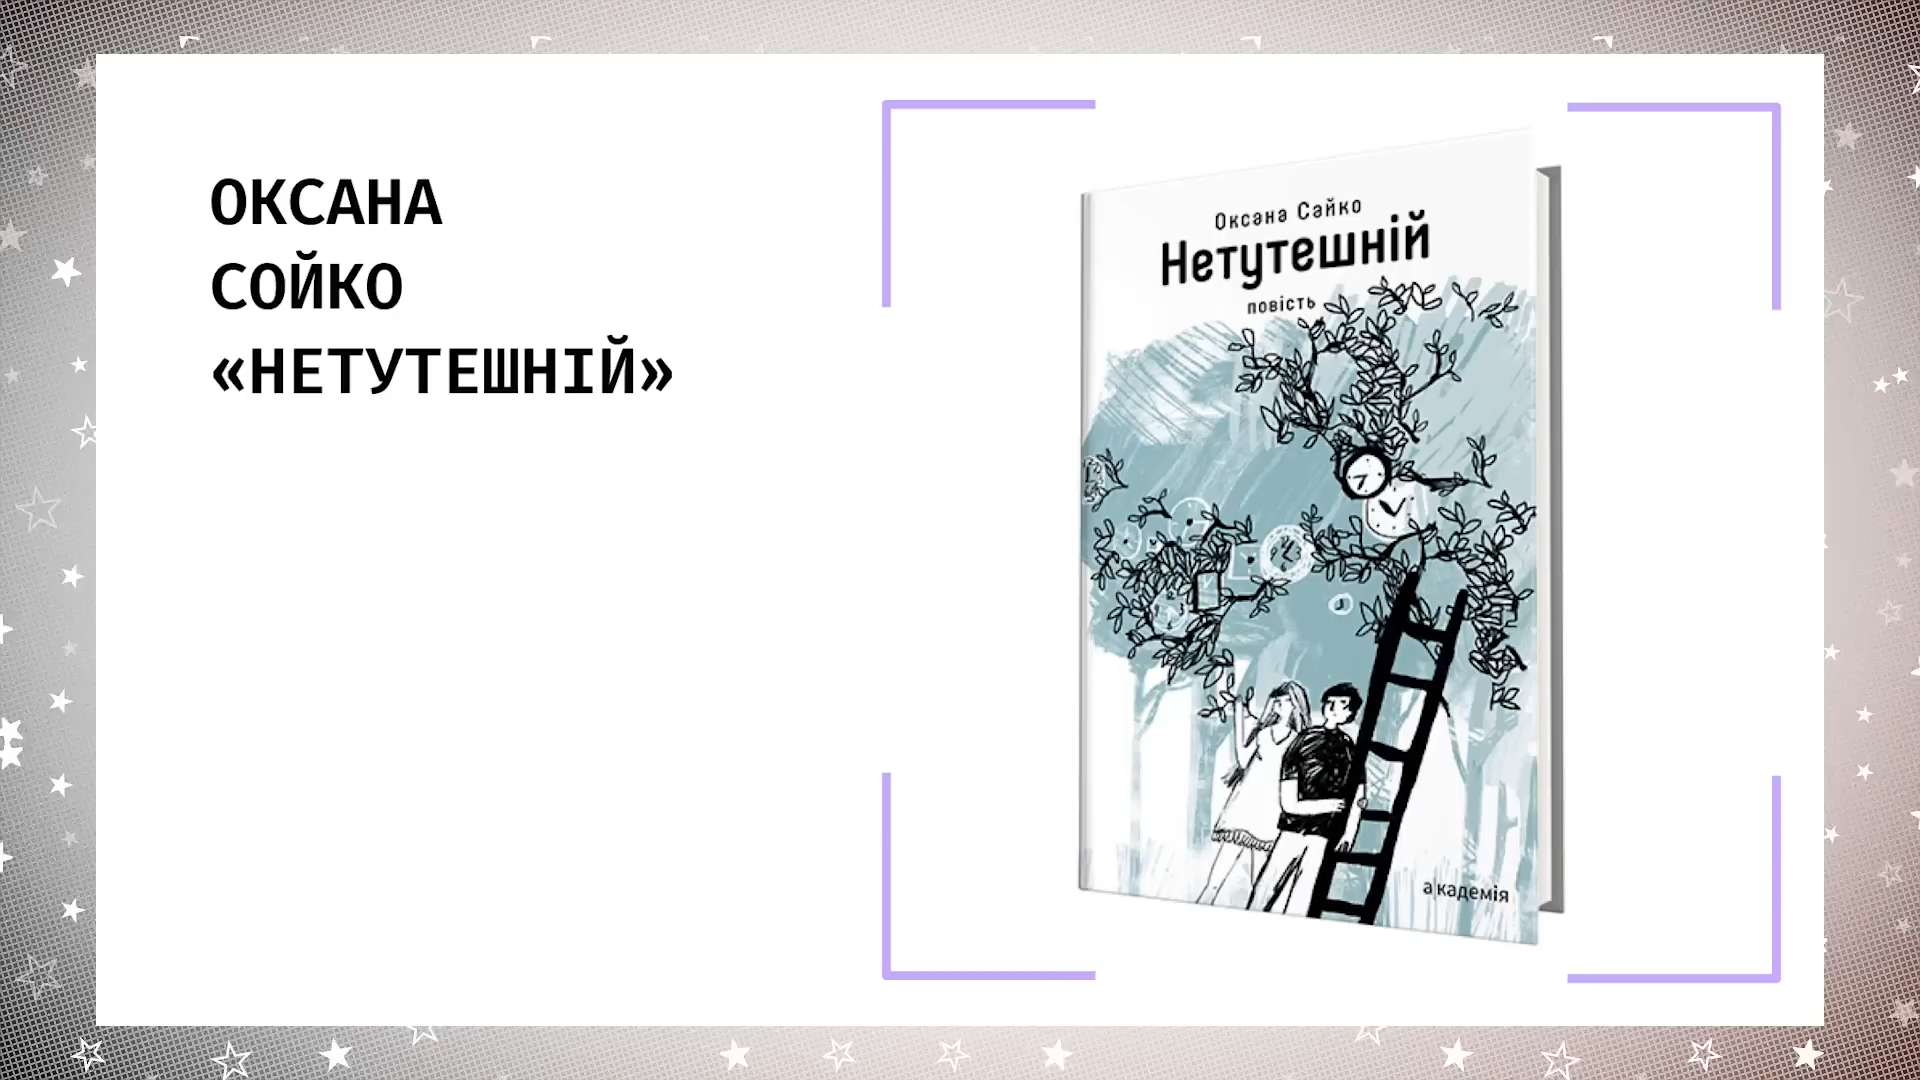 ОКСАНА
СОЙКО
«НЕТУТЕШНІЙ»
Оксана Сайко
Нетутешній
повість
академія